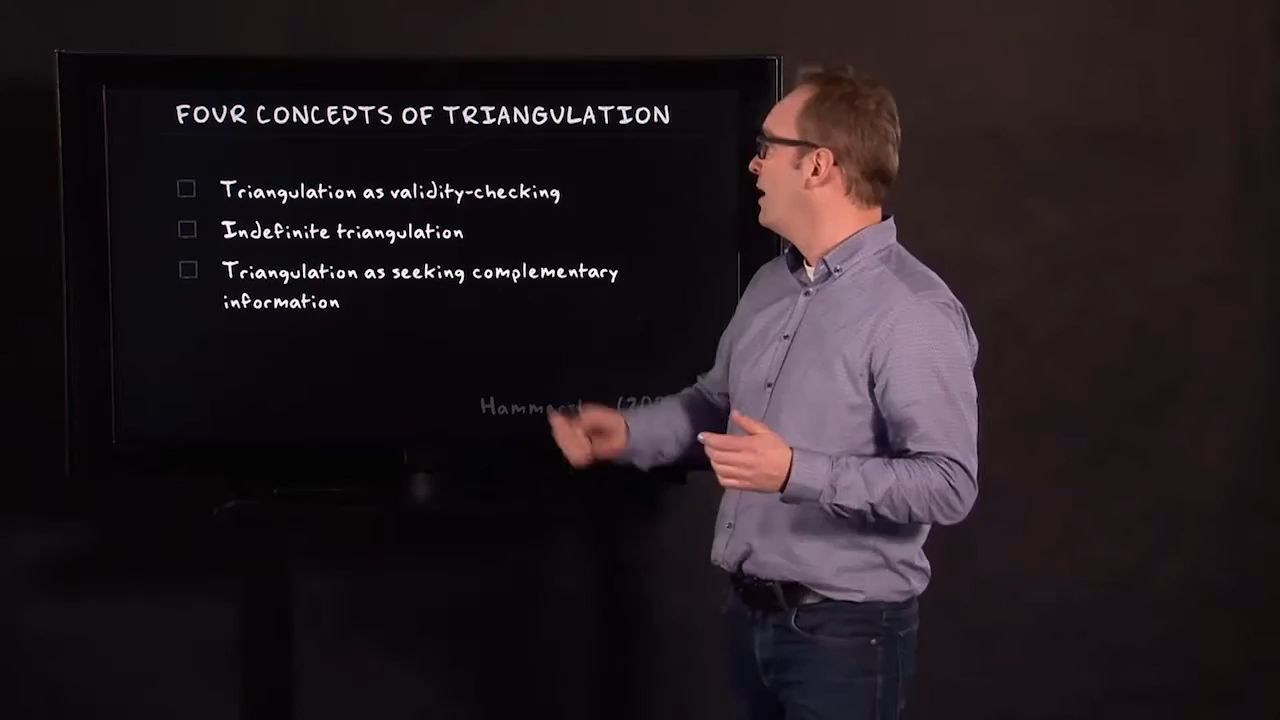 FOUR CONCEPTS OF TRIANGULATION
Triangulation as validity-checking
Indefinite triangulation
Triangulation as seeking complementary
information